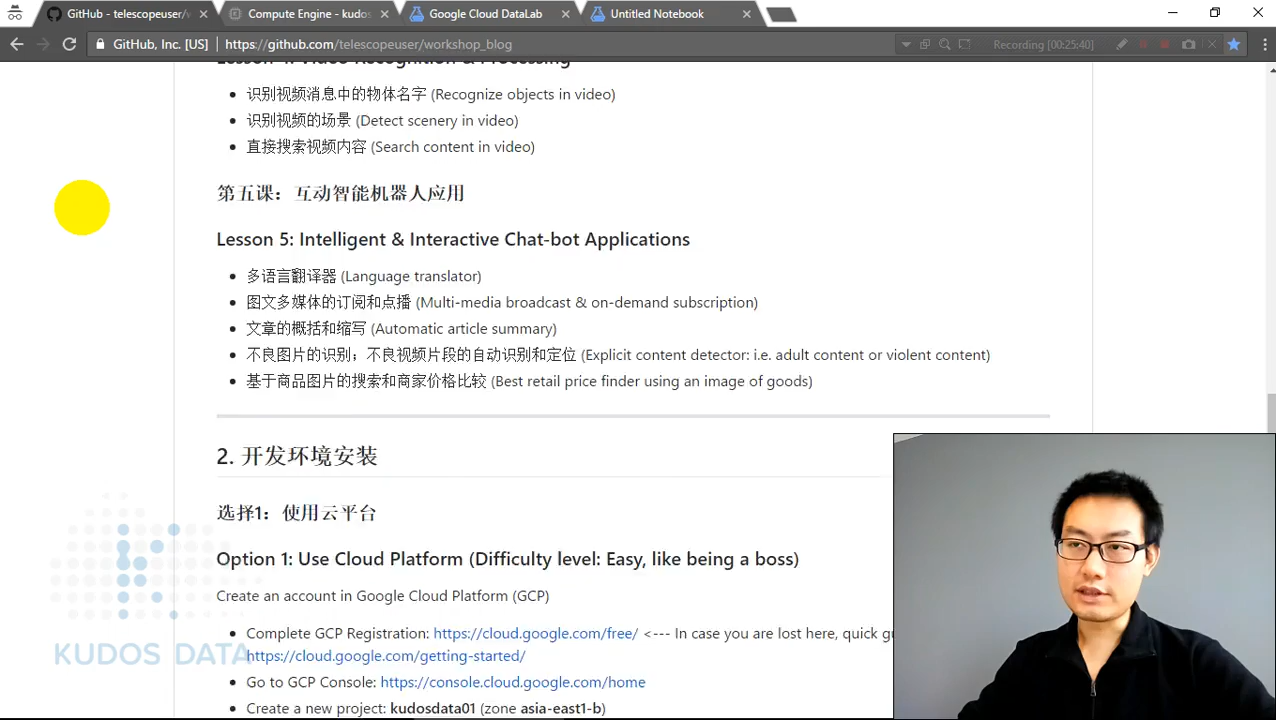 GitHub - telescopeuser/w
Compute Engine - kudos
Google Cloud DataLab
Untitled Notebook
GitHub, Inc. [US]
https://github.com/telescopeuser/workshop_blog
Recording [00:25:40]
Lesson 4: Video Recognition & Processing
识别视频消息中的物体名字 (Recognize objects in video)
识别视频的场景 (Detect scenery in video)
直接搜索视频内容 (Search content in video)
第五课：互动智能机器人应用
Lesson 5: Intelligent & Interactive Chat-bot Applications
多语言翻译器 (Language translator)
图文多媒体的订阅和点播 (Multi-media broadcast & on-demand subscription)
文章的概括和缩写 (Automatic article summary)
不良图片的识别；不良视频片段的自动识别和定位 (Explicit content detector: i.e. adult content or violent content)
基于商品图片的搜索和商家价格比较 (Best retail price finder using an image of goods)
2. 开发环境安装
选择1：使用云平台
Option 1: Use Cloud Platform (Difficulty level: Easy, like being a boss)
Create an account in Google Cloud Platform (GCP)
Complete GCP Registration: https://cloud.google.com/free/ <--- In case you are lost here, quick gu
https://cloud.google.com/getting-started/
Go to GCP Console: https://console.cloud.google.com/home
Create a new project: kudosdata01 (zone asia-east1-b)
KUDOS DATA